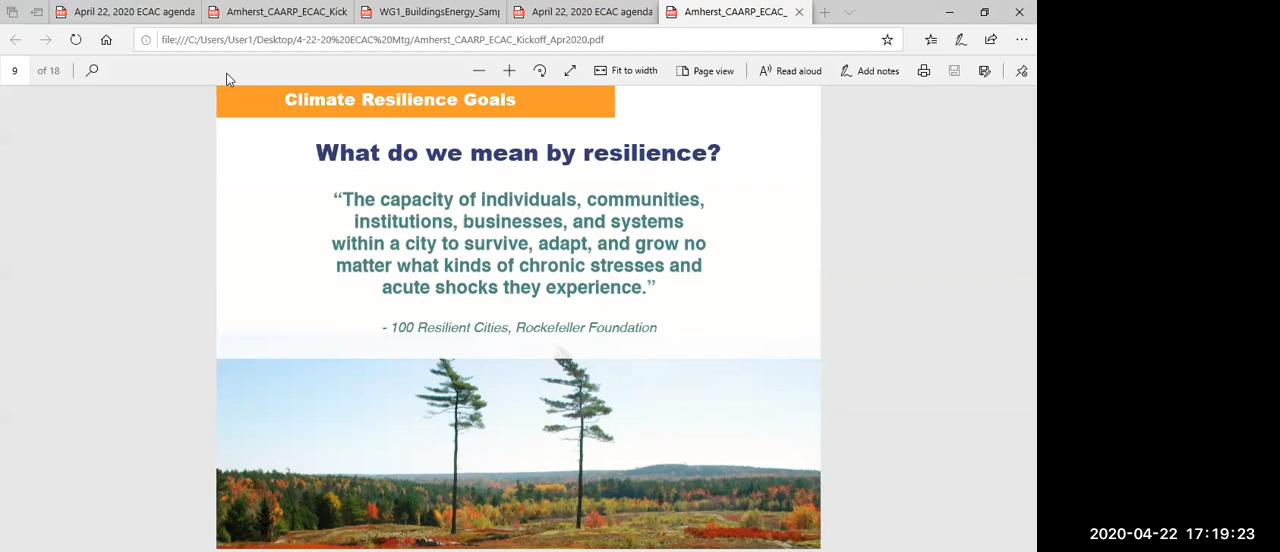 April 22, 2020 ECAC agenda
Amherst_CAARP_ECAC_Kick
WG1_BuildingsEnergy_Sam
April 22, 2020 ECAC agenda
Amherst_CAARP_ECAC_
file:///C:/Users/User1/Desktop/4-22-20%20ECAC%20Mtg/Amherst_CAARP_ECAC_Kickoff_Apr2020.pdf
9 of 18
Fit to width
Page view
Read aloud
Add notes
Climate Resilience Goals
What do we mean by resilience?
“The capacity of individuals, communities,
institutions, businesses, and systems
within a city to survive, adapt, and grow no
matter what kinds of chronic stresses and
acute shocks they experience.”
- 100 Resilient Cities, Rockefeller Foundation
2020-04-22 17:19:23